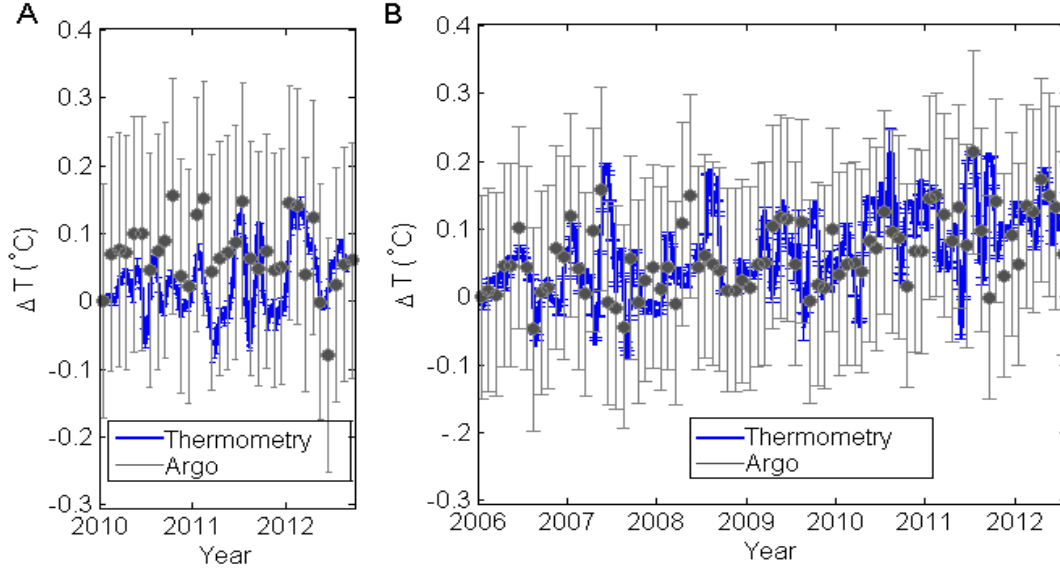 A
0.4
0.3
0.2
0.1
0
-0.1
-0.2
-0.3
Δ T (°C)
Thermometry
Argo
2010 2011 2012
Year
B
0.4
0.3
0.2
0.1
0
-0.1
-.2
-0.3
Δ T (°C)
Thermometry
Argo
2006 2007 2008 2009 2010 2011 2012
Year